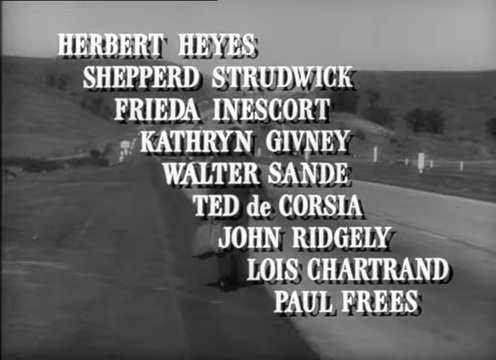 HERBERT HEYES
SHEPPERD STRUDWICK
FRIEDA INESCORT
KATHRYN GIVNEY
WALTER SANDE
TED de CORSIA
JOHN RIDGELY
LOIS CHARTRAND
PAUL FREES